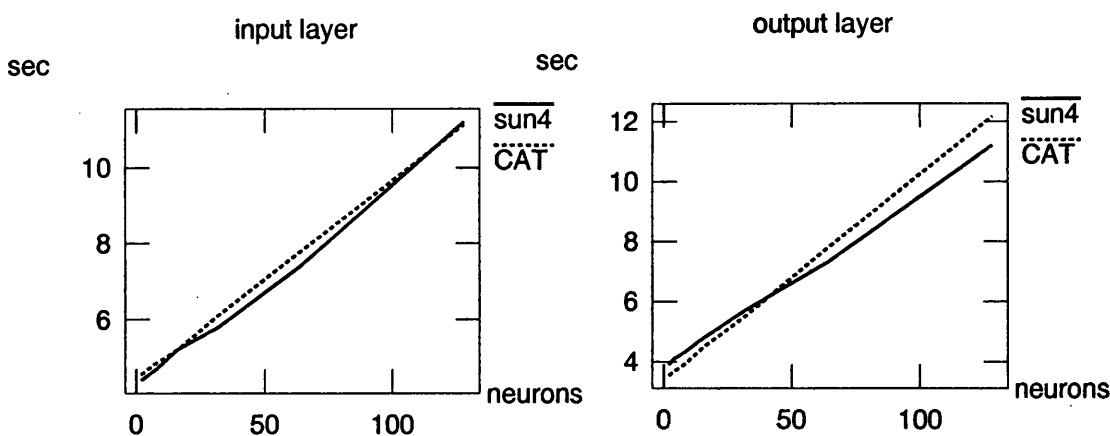 input layer
sec
sun4
CAT
10
8
6
neurons
0
50
100
output layer
sec
sun4
CAT
12
10
8
6
4
neurons
0
50
100